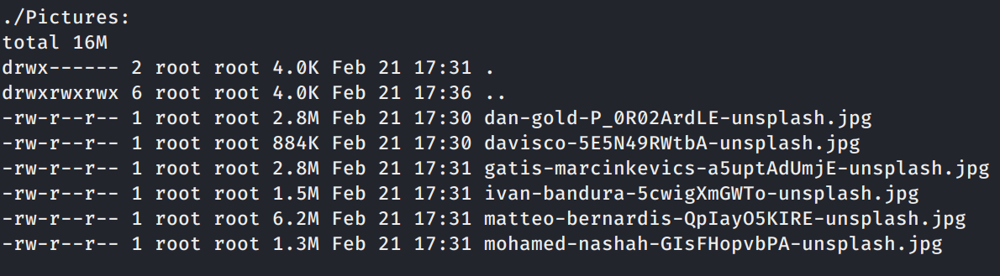 ./Pictures:
total 16M
drwx------ 2 root root 4.0K Feb 21 17:31 .
drwxrwxrwx 6 root root 4.0K Feb 21 17:36 ..
-rw-r--r-- 1 root root 2.8M Feb 21 17:30 dan-gold-P_0R02ArdLE-unsplash.jpg
-rw-r--r-- 1 root root 884K Feb 21 17:30 davisco-5E5N49RWtbA-unsplash.jpg
-rw-r--r-- 1 root root 2.8M Feb 21 17:31 gatis-marcinkevics-a5uptAdUmjE-unsplash.jpg
-rw-r--r-- 1 root root 1.5M Feb 21 17:31 ivan-bandura-5cwigXmGWTo-unsplash.jpg
-rw-r--r-- 1 root root 6.2M Feb 21 17:31 matteo-bernardis-QpIayO5KIRE-unsplash.jpg
-rw-r--r-- 1 root root 1.3M Feb 21 17:31 mohamed-nashah-GIsFHopvbPA-unsplash.jpg